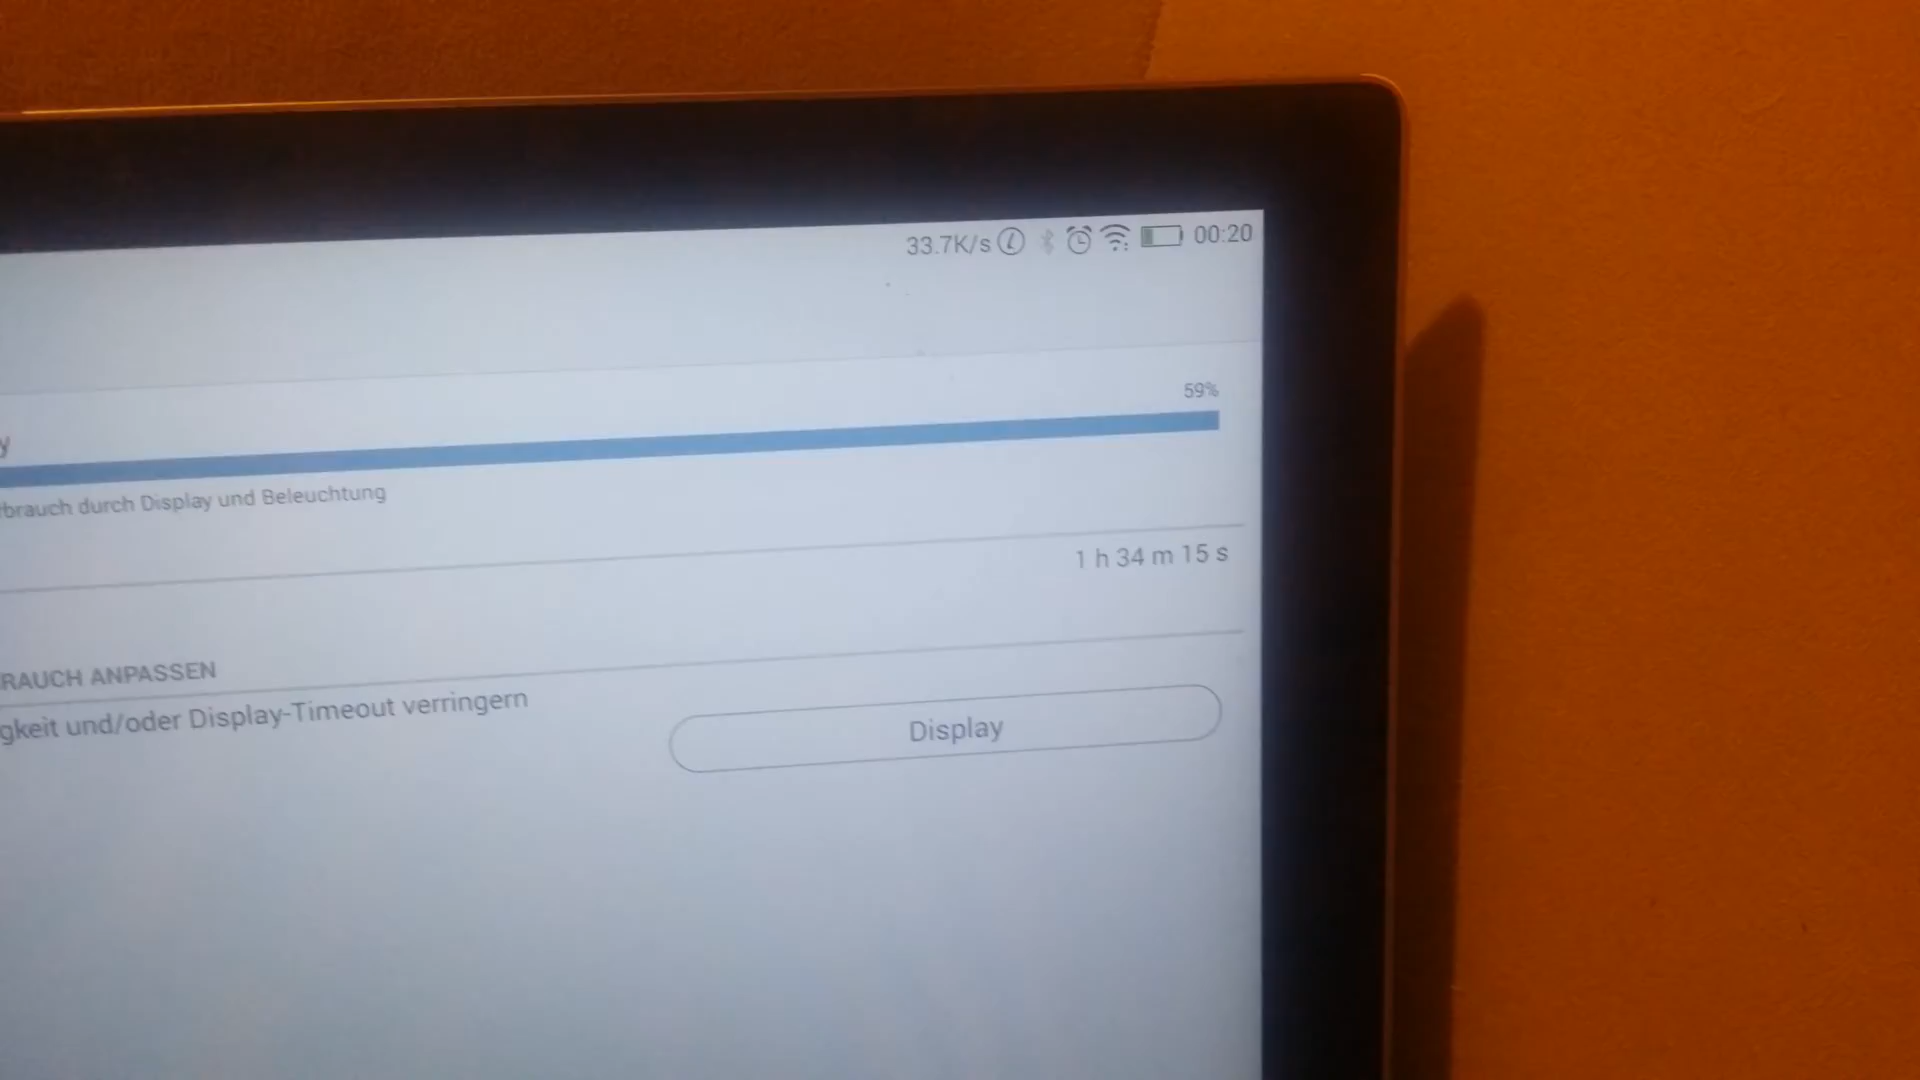 33.7K/s 00:20
59%
y
rbrauch durch Display und Beleuchtung
1 h 34 m 15 s
RAUCH ANPASSEN
gkeit und/oder Display-Timeout verringern
Display